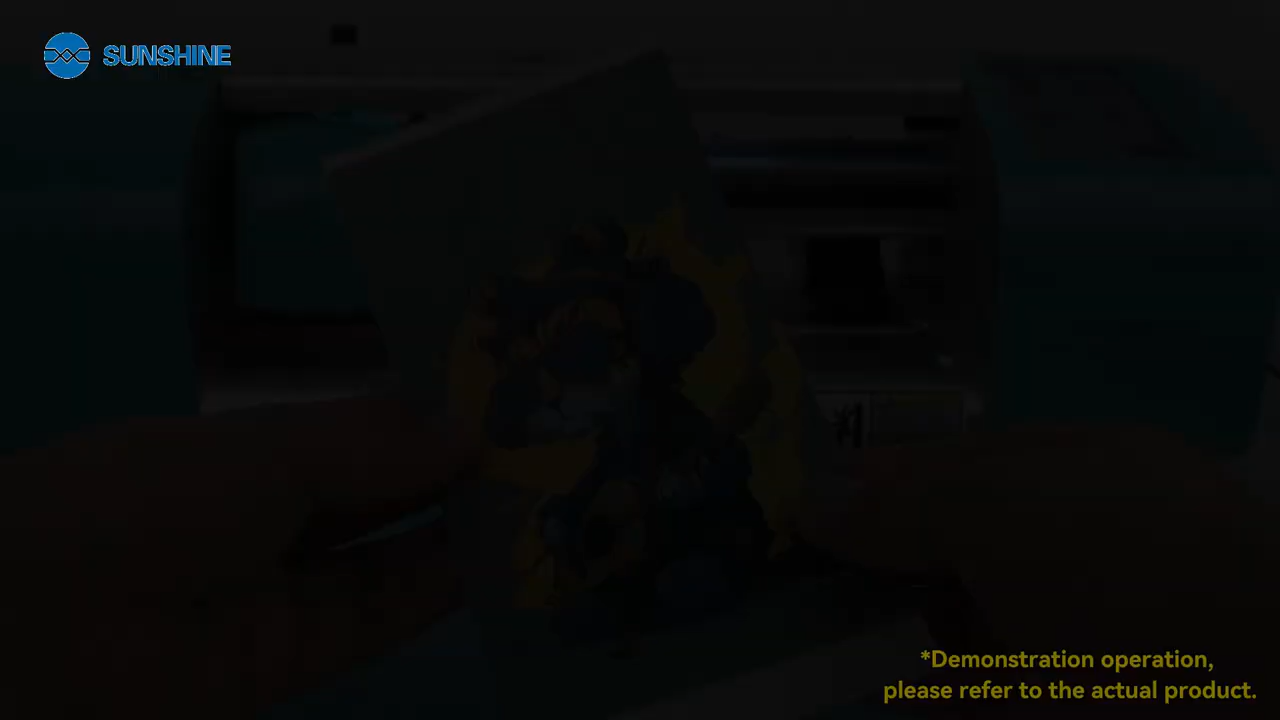 SUNSHINE
*Demonstration operation,
please refer to the actual product.